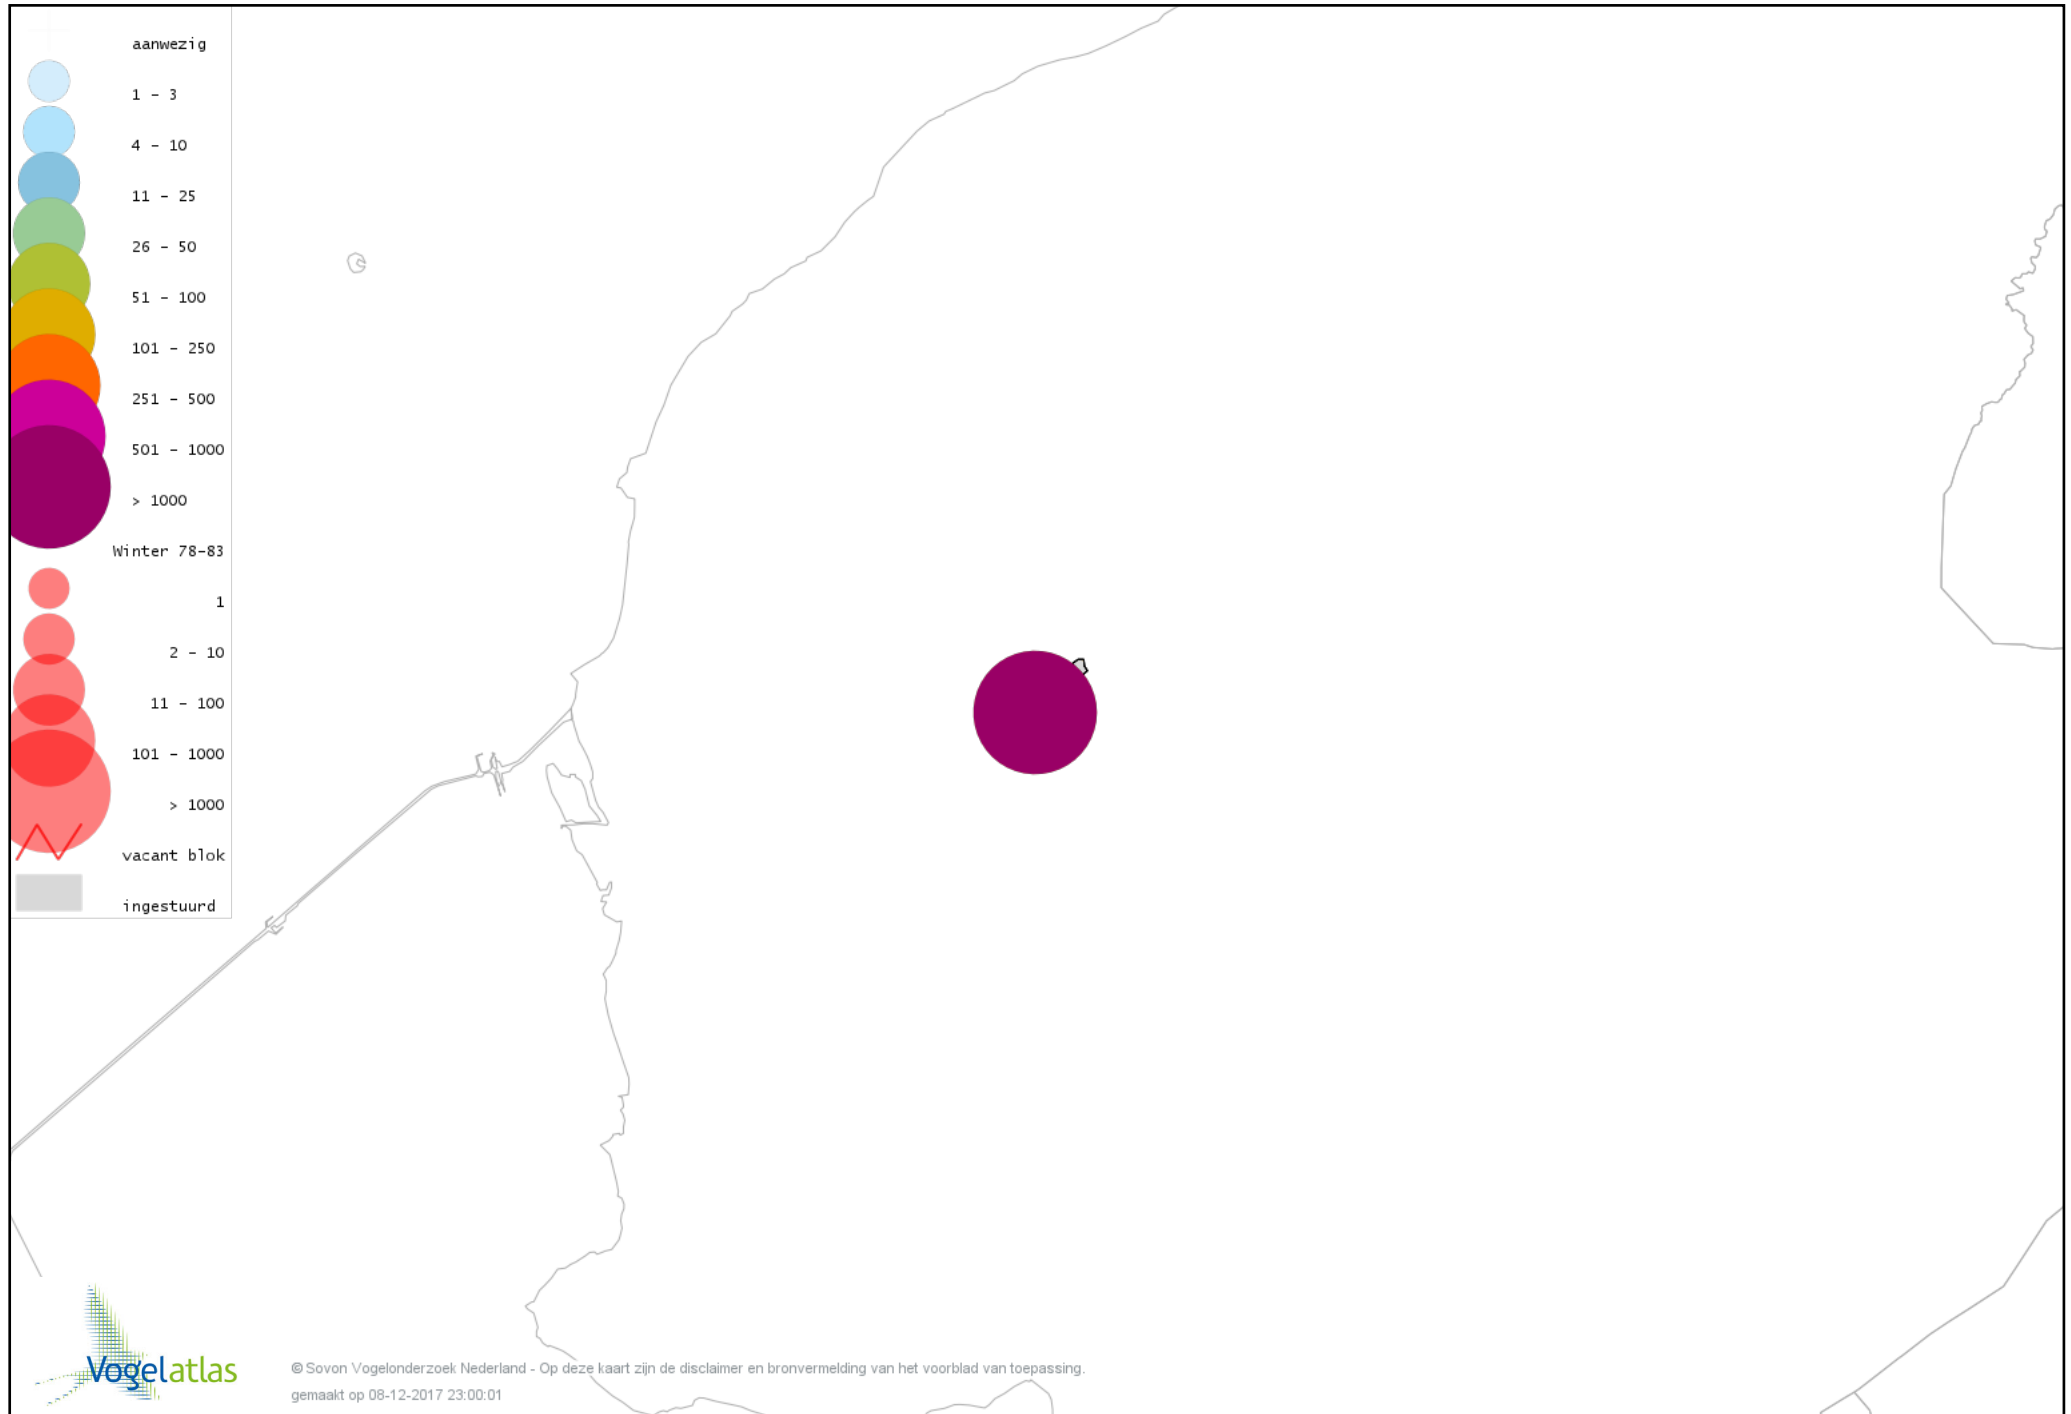 aanwezig
1 - 3
4 - 10
11 - 25
26 - 50
51 - 100
101 - 250
251 - 500
501 - 1000
> 1000
Winter 78-83
1
2 - 10
11 - 100
101 - 1000
> 1000
vacant blok
ingestuurd
Vogelatlas
© Sovon Vogelonderzoek Nederland - Op deze kaart zijn de disclaimer en bronvermelding van het voorblad van toepassing.
gemaakt op 08-12-2017 23:00:01